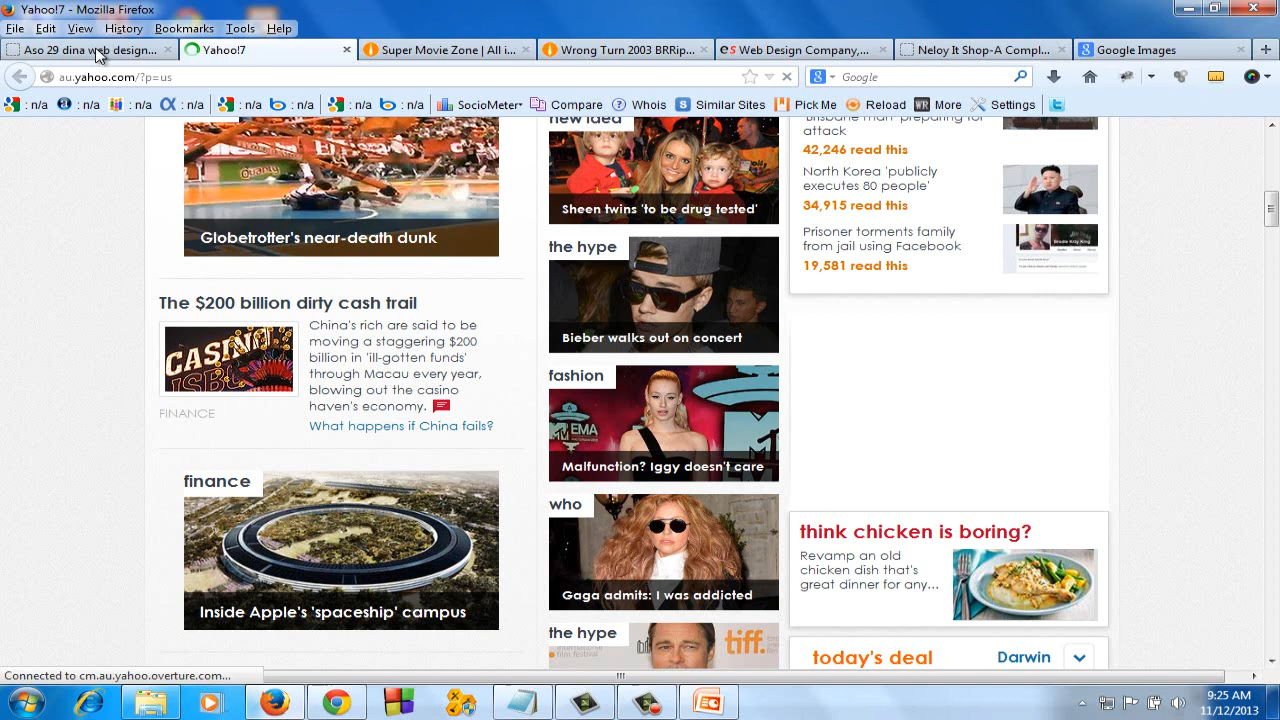 Yahoo!7 - Mozilla Firefox
File Edit View History Bookmarks Tools Help
Aso 29 dina web design...
Yahoo!7
Super Movie Zone | All i...
Wrong Turn 2003 BRRip...
Web Design Company,...
Neloy It Shop-A Compl...
Google Images
au.yahoo.com/?p=us
Google
: n/a : n/a : n/a : n/a : n/a : n/a : n/a SocioMeter Compare Whois Similar Sites Pick Me Reload More Settings
Globetrotter's near-death dunk
The $200 billion dirty cash trail
CASINO
China's rich are said to be
moving a staggering $200
billion in 'ill-gotten funds'
through Macau every year,
blowing out the casino
haven's economy.
FINANCE
What happens if China fails?
finance
Inside Apple's 'spaceship' campus
new idea
Sheen twins 'to be drug tested'
the hype
Bieber walks out on concert
fashion
EMA
Malfunction? Iggy doesn't care
who
Gaga admits: I was addicted
the hype
tiff.
Brisbane man 'preparing for
attack
42,246 read this
North Korea 'publicly
executes 80 people'
34,915 read this
Prisoner torments family
from jail using Facebook
19,581 read this
think chicken is boring?
Revamp an old
chicken dish that's
great dinner for any...
today's deal
Darwin
Connected to cm.au.yahoo.overture.com...
9:25 AM
11/12/2013